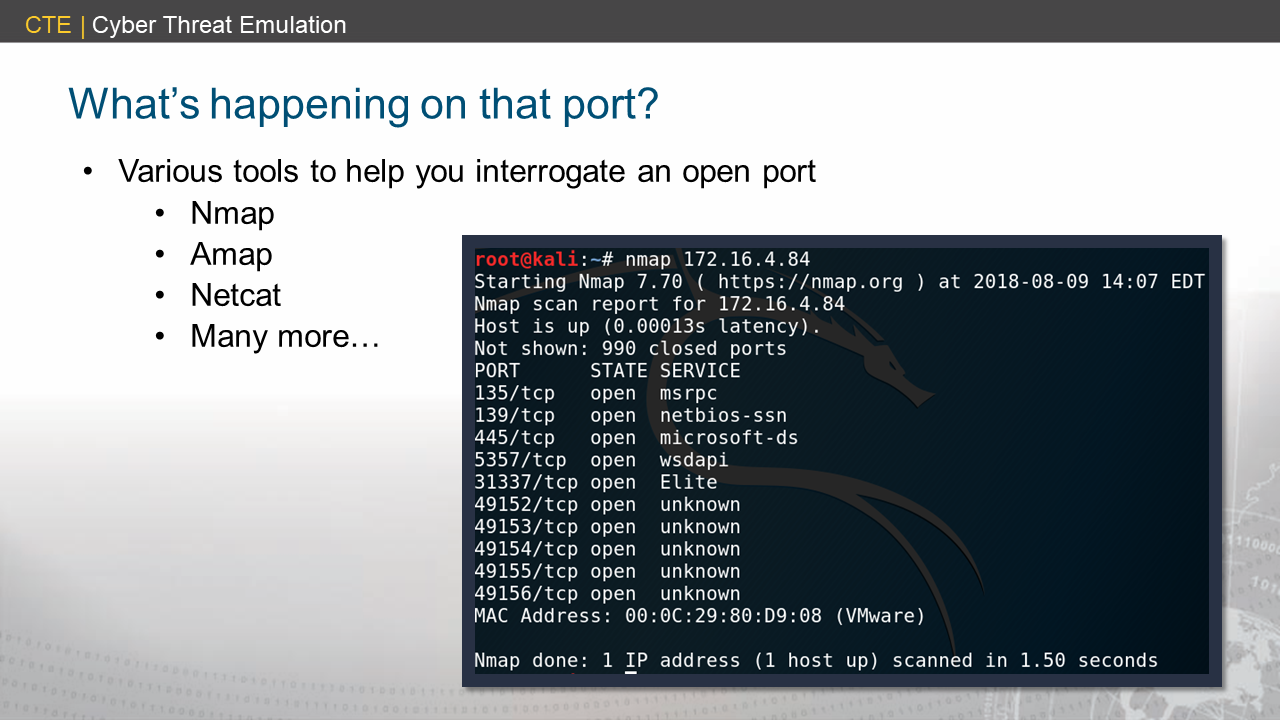 CTE | Cyber Threat Emulation
What’s happening on that port?
• Various tools to help you interrogate an open port
• Nmap
• Amap
• Netcat
• Many more…
root@kali:~# nmap 172.16.4.84
Starting Nmap 7.70 ( https://nmap.org ) at 2018-08-09 14:07 EDT
Nmap scan report for 172.16.4.84
Host is up (0.00013s latency).
Not shown: 990 closed ports
PORT      STATE SERVICE
135/tcp   open  msrpc
139/tcp   open  netbios-ssn
445/tcp   open  microsoft-ds
5357/tcp  open  wsdapi
31337/tcp open  Elite
49152/tcp open  unknown
49153/tcp open  unknown
49154/tcp open  unknown
49155/tcp open  unknown
49156/tcp open  unknown
MAC Address: 00:0C:29:80:D9:08 (VMware)
Nmap done: 1 IP address (1 host up) scanned in 1.50 seconds